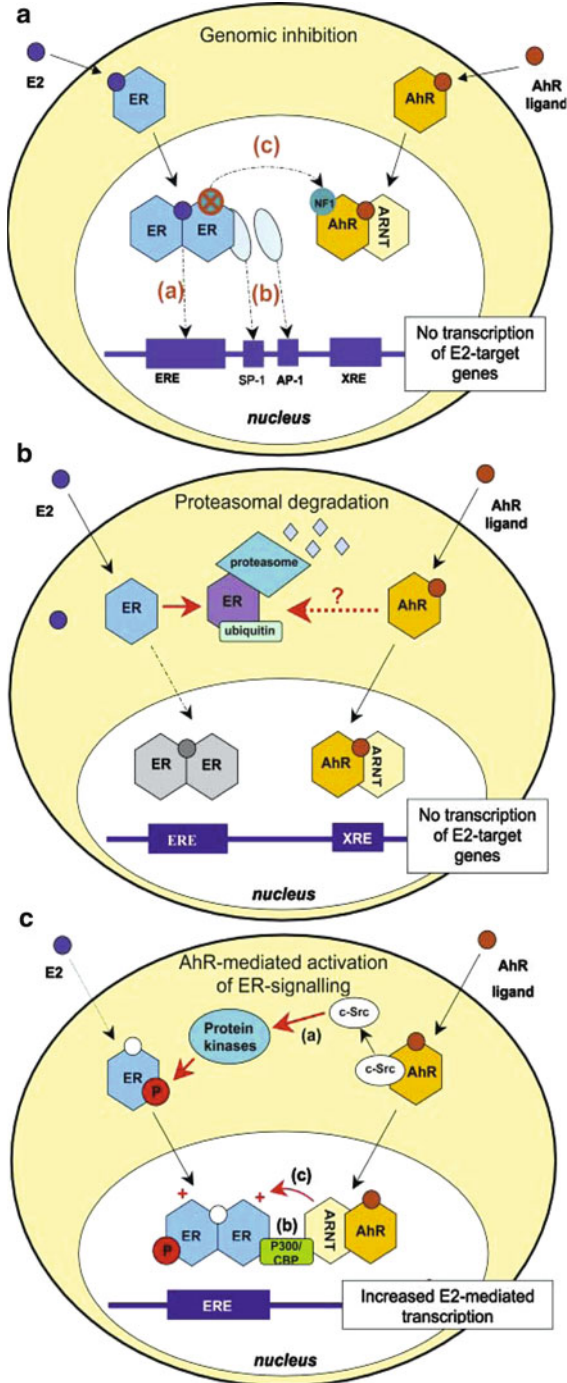 a
Genomic inhibition
E2
ER
AhR
AhR
ligand
(c)
NF1
ER
ER
AhR
ARNT
(a)
(b)
ERE
SP-1
AP-1
XRE
No transcription
of E2-target
genes
nucleus
b
Proteasomal degradation
E2
AhR
ligand
proteasome
ER
ER
?
AhR
ubiquitin
ER
ER
AhR
ARNT
ERE
XRE
No transcription
of E2-target
genes
nucleus
c
E2
AhR-mediated activation
of ER-signalling
AhR
ligand
c-Src
Protein
kinases
(a)
c-Src
AhR
ER
P
+
+
(c)
ER
ER
(b)
ARNT
AhR
P
P300/
CBP
ERE
Increased E2-mediated
transcription
nucleus